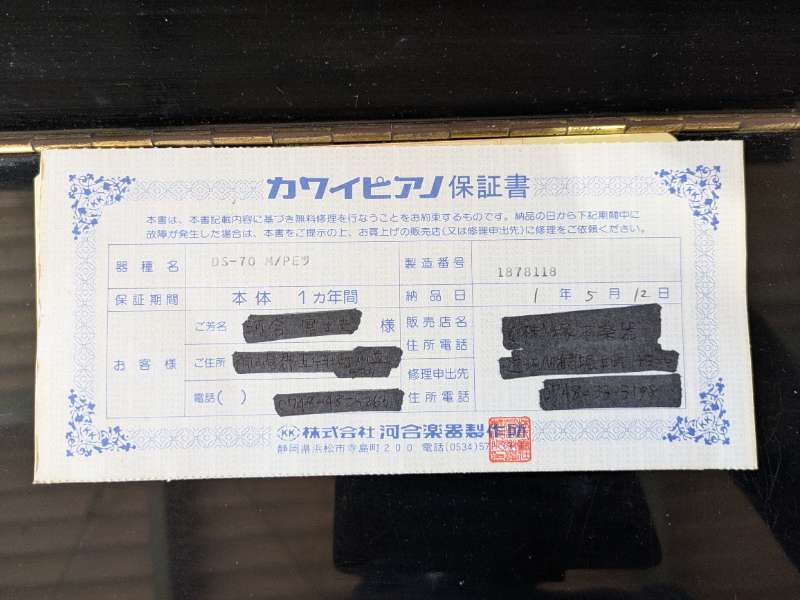 カワイピアノ 保証書
本書は、本書記載内容に基づき無料修理を行なうことをお約束するものです。納品の日から下記期間中に
故障が発生した場合は、本書をご提示の上、お買上げの販売店(又は修理申出先)に修理をご依頼ください。
器種名 DS-70 M/PEワ 製造番号 1878118
保証期間 本体 1カ年間 納品日 1年5月12日
お客様
ご芳名 様
ご住所
電話( )
販売店名
住所電話
修理申出先
住所電話
KK 株式会社 河合楽器製作所
静岡県浜松市寺島町200 電話(0534)57